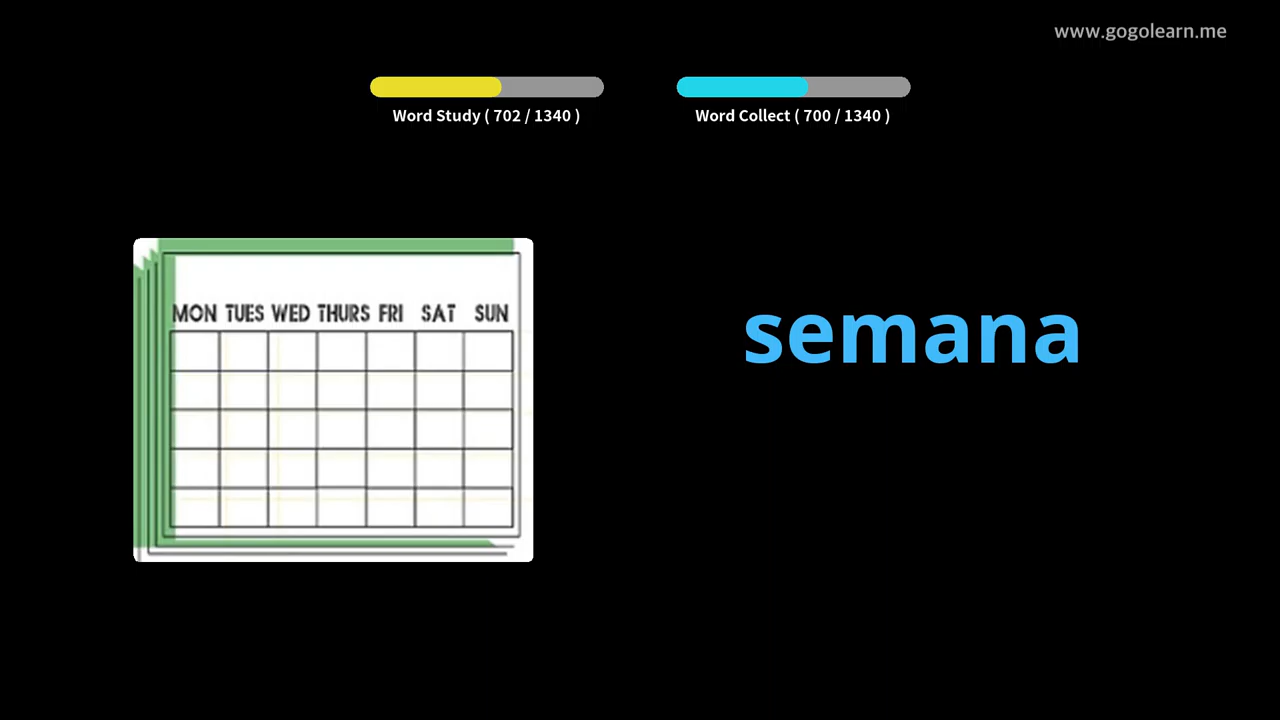 www.gogolearn.me
Word Study ( 702 / 1340 )
Word Collect ( 700 / 1340 )
MON TUES WED THURS FRI SAT SUN
semana